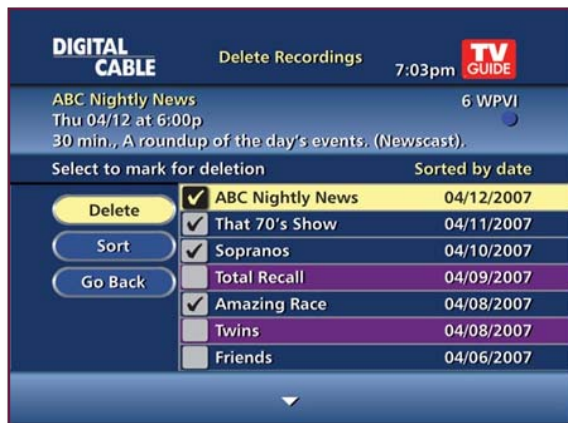 DIGITAL CABLE
Delete Recordings
7:03pm
TV GUIDE
ABC Nightly News
6 WPVI
Thu 04/12 at 6:00p
30 min., A roundup of the day's events. (Newscast).
Select to mark for deletion
Sorted by date
Delete
Sort
Go Back
ABC Nightly News 04/12/2007
That 70's Show 04/11/2007
Sopranos 04/10/2007
Total Recall 04/09/2007
Amazing Race 04/08/2007
Twins 04/08/2007
Friends 04/06/2007